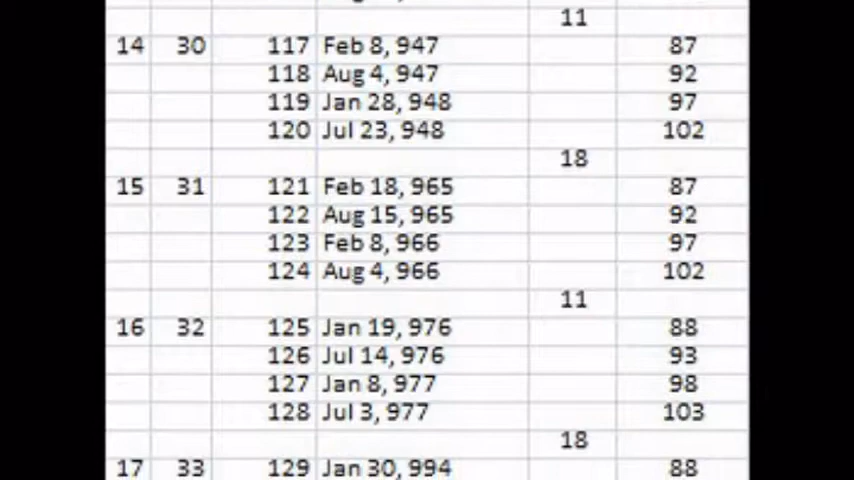 11
14 30 117 Feb 8, 947 87
118 Aug 4, 947 92
119 Jan 28, 948 97
120 Jul 23, 948 102
18
15 31 121 Feb 18, 965 87
122 Aug 15, 965 92
123 Feb 8, 966 97
124 Aug 4, 966 102
11
16 32 125 Jan 19, 976 88
126 Jul 14, 976 93
127 Jan 8, 977 98
128 Jul 3, 977 103
18
17 33 129 Jan 30, 994 88